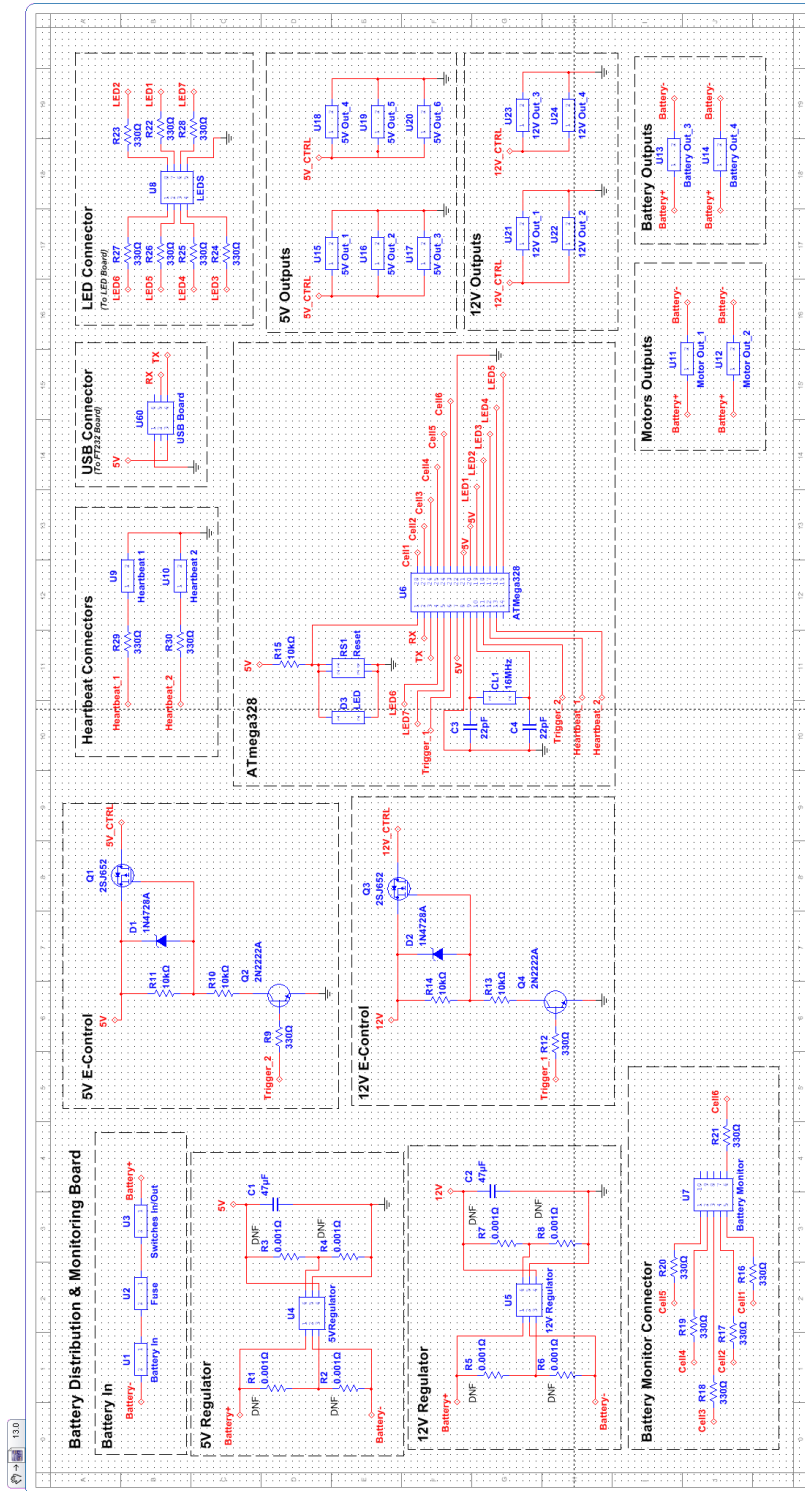 13.0
Battery Distribution & Monitoring Board
Battery In
Battery-
U1
Battery In
U2
Fuse
U3
Switches In/Out
Battery+
5V Regulator
Battery+
R1
0.001Ω
DNF
R2
0.001Ω
DNF
Battery-
U4
5VRegulator
5V
C1
47µF
DNF
R3
0.001Ω
DNF
R4
0.001Ω
12V Regulator
Battery+
R5
0.001Ω
DNF
R6
0.001Ω
DNF
Battery-
U5
12V Regulator
12V
C2
47µF
DNF
R7
0.001Ω
DNF
R8
0.001Ω
Battery Monitor Connector
Cell3
R18
330Ω
Cell4
R19
330Ω
Cell5
R20
330Ω
Cell2
R17
330Ω
Cell1
R16
330Ω
U7
Battery Monitor
R21
330Ω
Cell6
5V E-Control
5V
R11
10kΩ
D1
1N4728A
Q1
2SJ652
5V_CTRL
R10
10kΩ
Q2
2N2222A
R9
330Ω
Trigger_2
12V E-Control
12V
R14
10kΩ
D2
1N4728A
Q3
2SJ652
12V_CTRL
R13
10kΩ
Q4
2N2222A
R12
330Ω
Trigger_1
Heartbeat Connectors
Heartbeat_1
R29
330Ω
U9
Heartbeat 1
Heartbeat_2
R30
330Ω
U10
Heartbeat 2
USB Connector
(To FT232 Board)
5V
U60
USB Board
RX
TX
LED Connector
(To LED Board)
LED6
R27
330Ω
LED5
R26
330Ω
LED4
R25
330Ω
LED3
R24
330Ω
U8
LEDS
R23
330Ω
LED2
R22
330Ω
LED1
R28
330Ω
LED7
ATmega328
5V
R15
10kΩ
D3
LED
RS1
Reset
LED6
LED7
Trigger_1
RX
TX
5V
C3
22pF
C4
22pF
CL1
16MHz
Trigger_2
Heartbeat_1
Heartbeat_2
U6
ATmega328
Cell1
Cell2
Cell3
Cell4
Cell5
Cell6
5V
5V
LED1
LED2
LED3
LED4
LED5
5V Outputs
5V_CTRL
U15
5V Out_1
U16
5V Out_2
U17
5V Out_3
5V_CTRL
U18
5V Out_4
U19
5V Out_5
U20
5V Out_6
12V Outputs
12V_CTRL
U21
12V Out_1
U22
12V Out_2
12V_CTRL
U23
12V Out_3
U24
12V Out_4
Motors Outputs
Battery+
U11
Motor Out_1
Battery-
Battery+
U12
Motor Out_2
Battery-
Battery Outputs
Battery+
U13
Battery Out_3
Battery-
Battery+
U14
Battery Out_4
Battery-